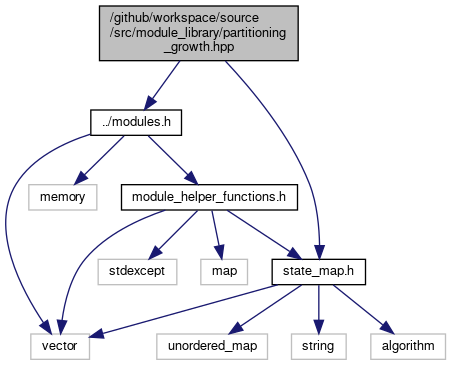 /github/workspace/source
/src/module_library/partitioning
_growth.hpp
../modules.h
memory
module_helper_functions.h
stdexcept
map
state_map.h
vector
unordered_map
string
algorithm